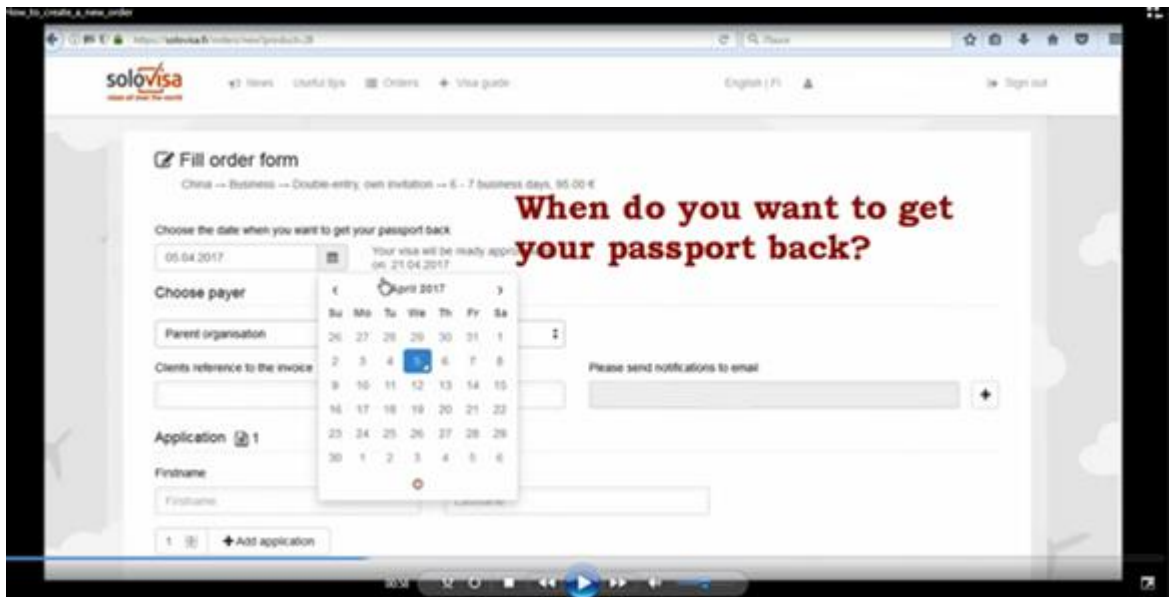 How_to_create_a_new_order
solovisa
News Useful tips Orders Visa guide English | FI Sign out
Fill order form
China → Business → Double-entry, own invitation → 6 - 7 business days, 95.00 €
When do you want to get
your passport back?
Choose the date when you want to get your passport back
05.04.2017
Your visa will be ready
on: 21.04.2017
Choose payer
April 2017
Su Mo Tu We Th Fr Sa
Parent organisation
26 27 28 29 30 31 1
Clients reference to the invoice
2 3 4 5 6 7 8
Please send notifications to email
9 10 11 12 13 14 15
16 17 18 19 20 21 22
Application 1
23 24 25 26 27 28 29
30 1 2 3 4 5 6
Firstname
Firstname
1 +Add application